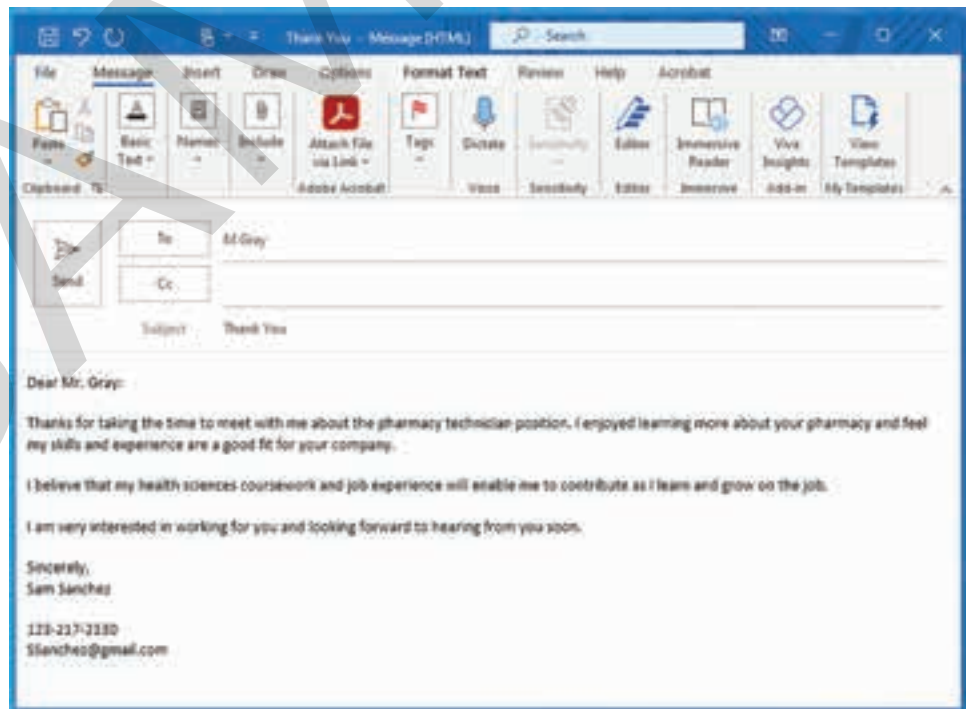 Thank You - Message (HTML) Search
File Message Insert Draw Options Format Text Review Help Acrobat
Paste Basic Text Names Include Attach File via Link Tags Dictate Sensitivity Editor Immersive Reader Viva Insights View Templates
Clipboard Adobe Acrobat Voice Sensitivity Editor Immersive Add-in My Templates
To M Gray
Send Cc
Subject Thank You
Dear Mr. Gray:
Thanks for taking the time to meet with me about the pharmacy technician position. I enjoyed learning more about your pharmacy and feel
my skills and experience are a good fit for your company.
I believe that my health sciences coursework and job experience will enable me to contribute as I learn and grow on the job.
I am very interested in working for you and looking forward to hearing from you soon.
Sincerely,
Sam Sanchez